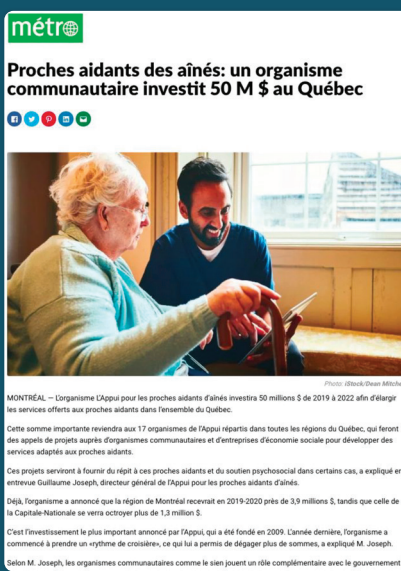 métro
Proches aidants des aînés: un organisme
communautaire investit 50 M $ au Québec
Photo: iStock/Dean Mitche
MONTRÉAL — L'organisme L'Appui pour les proches aidants d'aînés investira 50 millions $ de 2019 à 2022 afin d'élargir
les services offerts aux proches aidants dans l'ensemble du Québec.
Cette somme importante reviendra aux 17 organismes de l'Appui répartis dans toutes les régions du Québec, qui feront
des appels de projets auprès d'organismes communautaires et d'entreprises d'économie sociale pour développer des
services adaptés aux proches aidants.
Ces projets serviront à fournir du répit à ces proches aidants et du soutien psychosocial dans certains cas, a expliqué en
entrevue Guillaume Joseph, directeur général de l'Appui pour les proches aidants d'aînés.
Déjà, l'organisme a annoncé que la région de Montréal recevrait en 2019-2020 près de 3,9 millions $, tandis que celle de
la Capitale-Nationale se verra octroyer plus de 1,3 million $.
C'est l'investissement le plus important annoncé par l'Appui, qui a été fondé en 2009. L'année dernière, l'organisme a
commencé à prendre un «rythme de croisière», ce qui lui a permis de dégager plus de sommes, a expliqué M. Joseph.
Selon M. Joseph, les organismes communautaires comme le sien jouent un rôle complémentaire avec le gouvernement